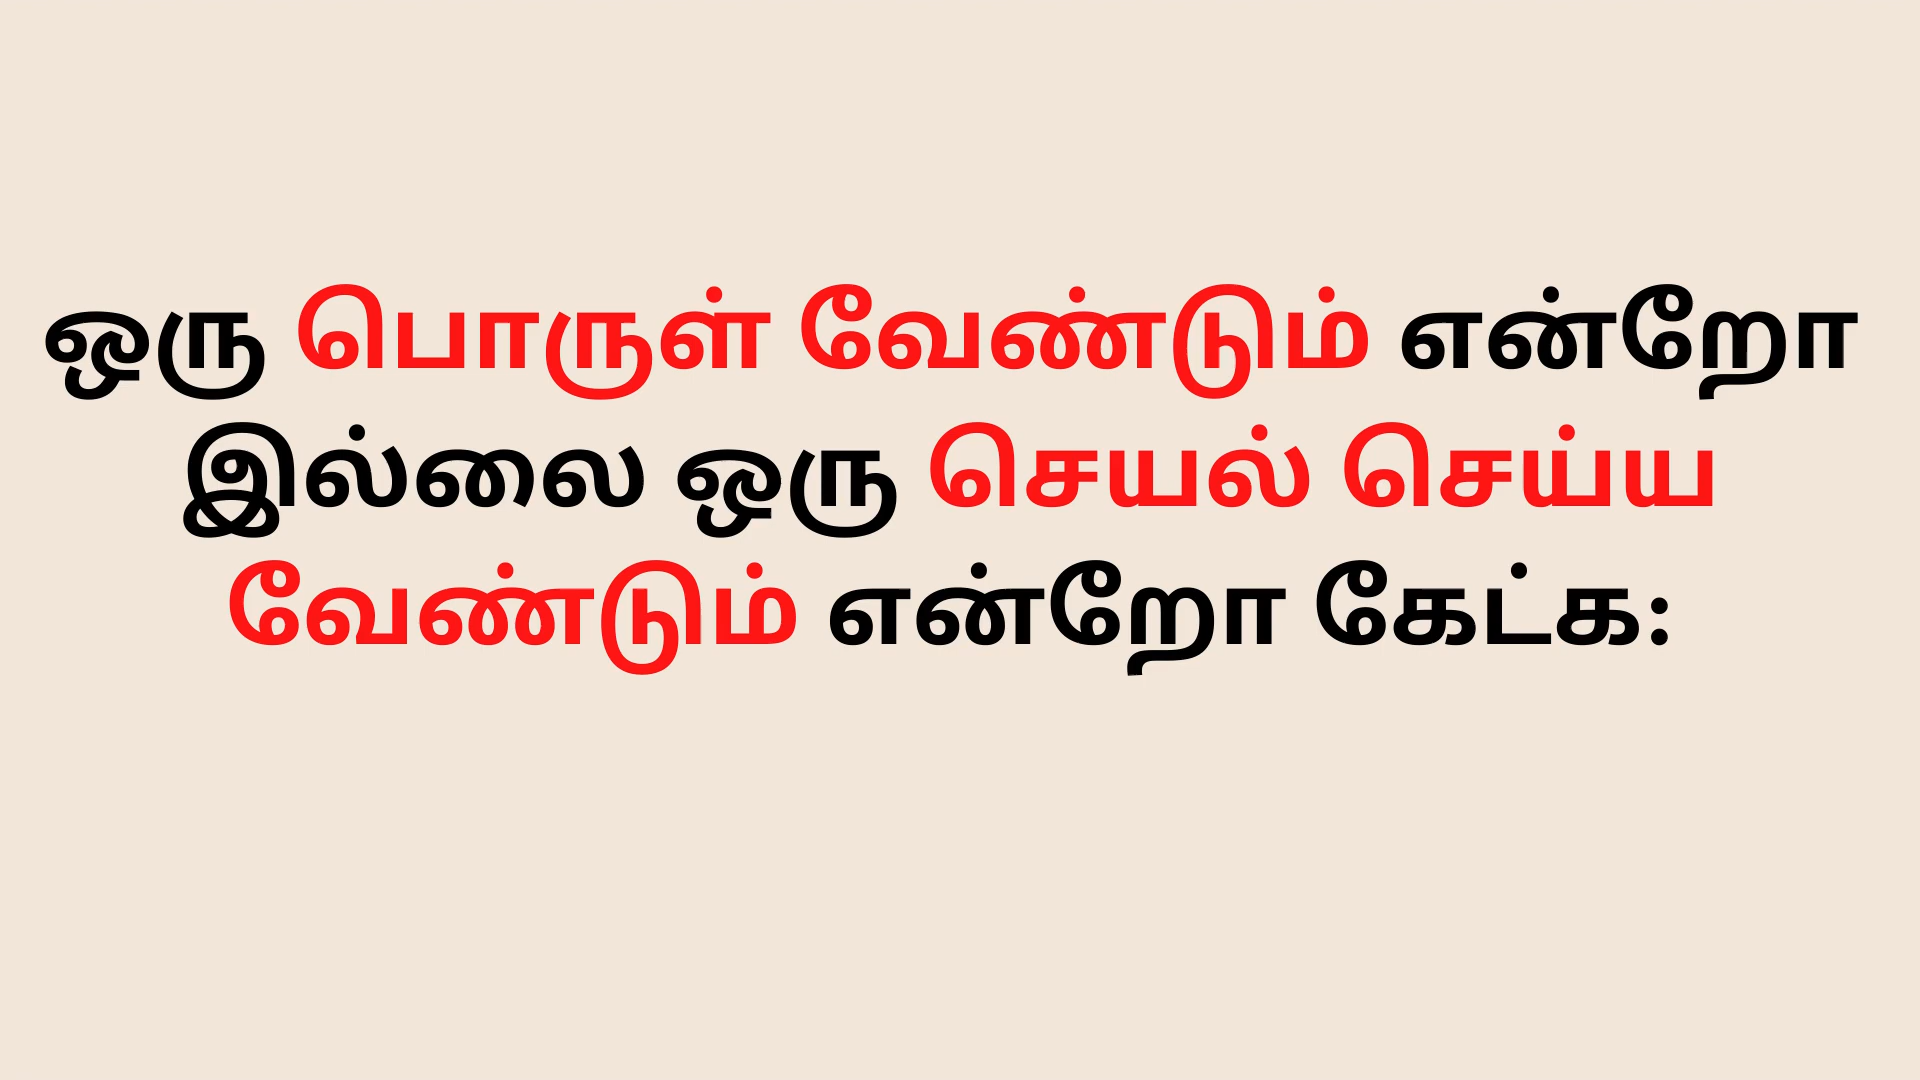 ஒரு பொருள் வேண்டும் என்றோ
இல்லை ஒரு செயல் செய்ய
வேண்டும் என்றோ கேட்க: